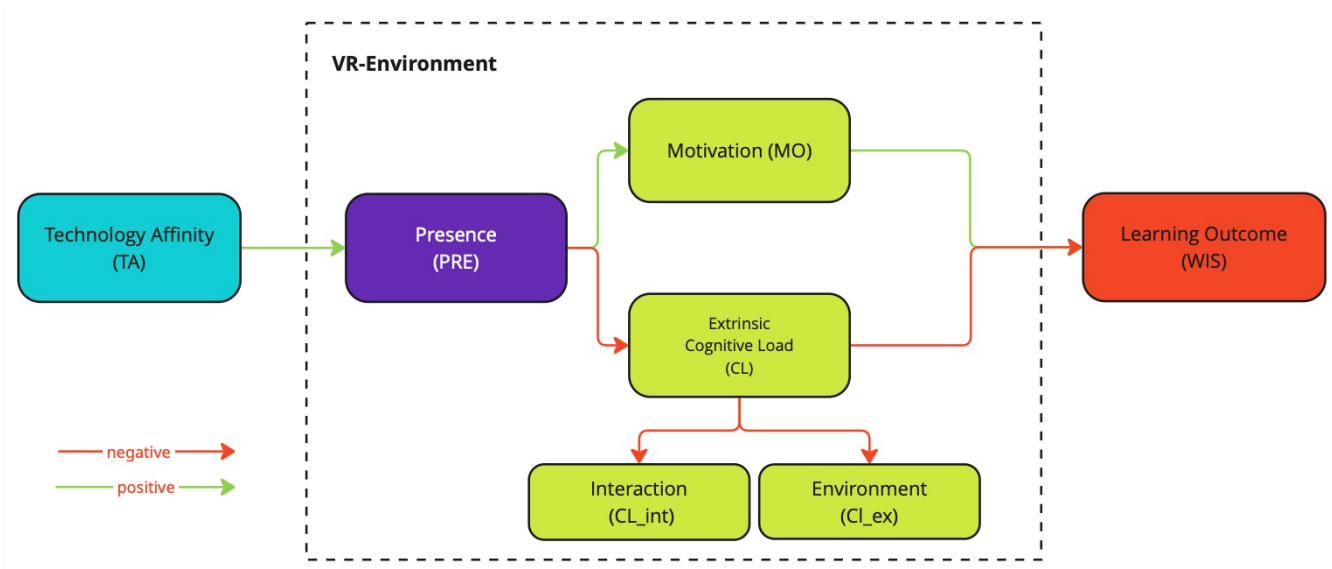 VR-Environment
Motivation (MO)
Technology Affinity
(TA)
Presence
(PRE)
Learning Outcome
(WIS)
Extrinsic
Cognitive Load
(CL)
negative
positive
Interaction
(CL_int)
Environment
(Cl_ex)